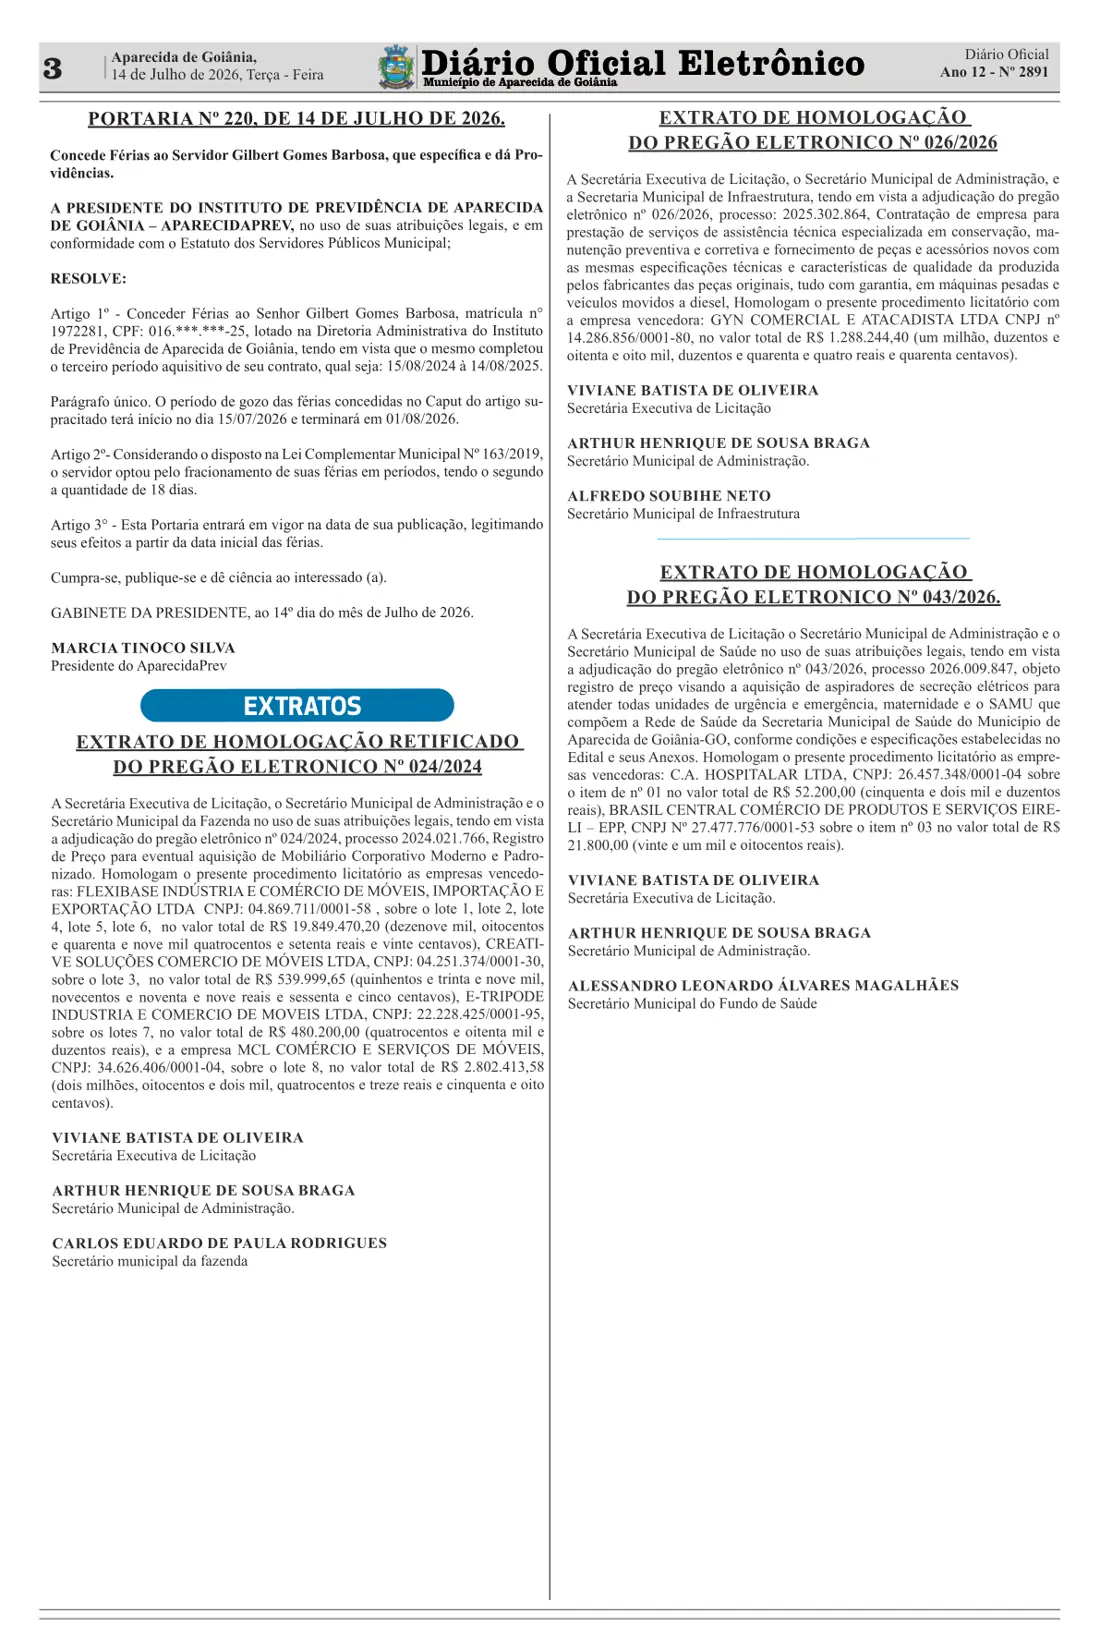 3
Aparecida de Goiânia,
14 de Julho de 2026, Terça - Feira
Diário Oficial Eletrônico
Município de Aparecida de Goiânia
Diário Oficial
Ano 12 - Nº 2891
PORTARIA Nº 220, DE 14 DE JULHO DE 2026.
Concede Férias ao Servidor Gilbert Gomes Barbosa, que específica e dá Pro-
vidências.
A PRESIDENTE DO INSTITUTO DE PREVIDÊNCIA DE APARECIDA
DE GOIÂNIA – APARECIDAPREV, no uso de suas atribuições legais, e em
conformidade com o Estatuto dos Servidores Públicos Municipal;
RESOLVE:
Artigo 1º - Conceder Férias ao Senhor Gilbert Gomes Barbosa, matrícula n°
1972281, CPF: 016.***.***-25, lotado na Diretoria Administrativa do Instituto
de Previdência de Aparecida de Goiânia, tendo em vista que o mesmo completou
o terceiro período aquisitivo de seu contrato, qual seja: 15/08/2024 à 14/08/2025.
Parágrafo único. O período de gozo das férias concedidas no Caput do artigo su-
pracitado terá início no dia 15/07/2026 e terminará em 01/08/2026.
Artigo 2º- Considerando o disposto na Lei Complementar Municipal Nº 163/2019,
o servidor optou pelo fracionamento de suas férias em períodos, tendo o segundo
a quantidade de 18 dias.
Artigo 3° - Esta Portaria entrará em vigor na data de sua publicação, legitimando
seus efeitos a partir da data inicial das férias.
Cumpra-se, publique-se e dê ciência ao interessado (a).
GABINETE DA PRESIDENTE, ao 14º dia do mês de Julho de 2026.
MARCIA TINOCO SILVA
Presidente do AparecidaPrev
EXTRATOS
EXTRATO DE HOMOLOGAÇÃO RETIFICADO
DO PREGÃO ELETRONICO Nº 024/2024
A Secretária Executiva de Licitação, o Secretário Municipal de Administração e o
Secretário Municipal da Fazenda no uso de suas atribuições legais, tendo em vista
a adjudicação do pregão eletrônico nº 024/2024, processo 2024.021.766, Registro
de Preço para eventual aquisição de Mobiliário Corporativo Moderno e Padro-
nizado. Homologam o presente procedimento licitatório as empresas vencedo-
ras: FLEXIBASE INDÚSTRIA E COMÉRCIO DE MÓVEIS, IMPORTAÇÃO E
EXPORTAÇÃO LTDA  CNPJ: 04.869.711/0001-58 , sobre o lote 1, lote 2, lote
4, lote 5, lote 6,  no valor total de R$ 19.849.470,20 (dezenove mil, oitocentos
e quarenta e nove mil quatrocentos e setenta reais e vinte centavos), CREATI-
VE SOLUÇÕES COMERCIO DE MÓVEIS LTDA, CNPJ: 04.251.374/0001-30,
sobre o lote 3,  no valor total de R$ 539.999,65 (quinhentos e trinta e nove mil,
novecentos e noventa e nove reais e sessenta e cinco centavos), E-TRIPODE
INDUSTRIA E COMERCIO DE MOVEIS LTDA, CNPJ: 22.228.425/0001-95,
sobre os lotes 7, no valor total de R$ 480.200,00 (quatrocentos e oitenta mil e
duzentos reais), e a empresa MCL COMÉRCIO E SERVIÇOS DE MÓVEIS,
CNPJ: 34.626.406/0001-04, sobre o lote 8, no valor total de R$ 2.802.413,58
(dois milhões, oitocentos e dois mil, quatrocentos e treze reais e cinquenta e oito
centavos).
VIVIANE BATISTA DE OLIVEIRA
Secretária Executiva de Licitação
ARTHUR HENRIQUE DE SOUSA BRAGA
Secretário Municipal de Administração.
CARLOS EDUARDO DE PAULA RODRIGUES
Secretário municipal da fazenda
EXTRATO DE HOMOLOGAÇÃO
DO PREGÃO ELETRONICO Nº 026/2026
A Secretária Executiva de Licitação, o Secretário Municipal de Administração, e
a Secretaria Municipal de Infraestrutura, tendo em vista a adjudicação do pregão
eletrônico nº 026/2026, processo: 2025.302.864, Contratação de empresa para
prestação de serviços de assistência técnica especializada em conservação, ma-
nutenção preventiva e corretiva e fornecimento de peças e acessórios novos com
as mesmas especificações técnicas e características de qualidade da produzida
pelos fabricantes das peças originais, tudo com garantia, em máquinas pesadas e
veículos movidos a diesel, Homologam o presente procedimento licitatório com
a empresa vencedora: GYN COMERCIAL E ATACADISTA LTDA CNPJ nº
14.286.856/0001-80, no valor total de R$ 1.288.244,40 (um milhão, duzentos e
oitenta e oito mil, duzentos e quarenta e quatro reais e quarenta centavos).
VIVIANE BATISTA DE OLIVEIRA
Secretária Executiva de Licitação
ARTHUR HENRIQUE DE SOUSA BRAGA
Secretário Municipal de Administração.
ALFREDO SOUBIHE NETO
Secretário Municipal de Infraestrutura
EXTRATO DE HOMOLOGAÇÃO
DO PREGÃO ELETRONICO Nº 043/2026.
A Secretária Executiva de Licitação o Secretário Municipal de Administração e o
Secretário Municipal de Saúde no uso de suas atribuições legais, tendo em vista
a adjudicação do pregão eletrônico nº 043/2026, processo 2026.009.847, objeto
registro de preço visando a aquisição de aspiradores de secreção elétricos para
atender todas unidades de urgência e emergência, maternidade e o SAMU que
compõem a Rede de Saúde da Secretaria Municipal de Saúde do Município de
Aparecida de Goiânia-GO, conforme condições e especificações estabelecidas no
Edital e seus Anexos. Homologam o presente procedimento licitatório as empre-
sas vencedoras: C.A. HOSPITALAR LTDA, CNPJ: 26.457.348/0001-04 sobre
o item de nº 01 no valor total de R$ 52.200,00 (cinquenta e dois mil e duzentos
reais), BRASIL CENTRAL COMÉRCIO DE PRODUTOS E SERVIÇOS EIRE-
LI – EPP, CNPJ Nº 27.477.776/0001-53 sobre o item nº 03 no valor total de R$
21.800,00 (vinte e um mil e oitocentos reais).
VIVIANE BATISTA DE OLIVEIRA
Secretária Executiva de Licitação.
ARTHUR HENRIQUE DE SOUSA BRAGA
Secretário Municipal de Administração.
ALESSANDRO LEONARDO ÁLVARES MAGALHÃES
Secretário Municipal do Fundo de Saúde